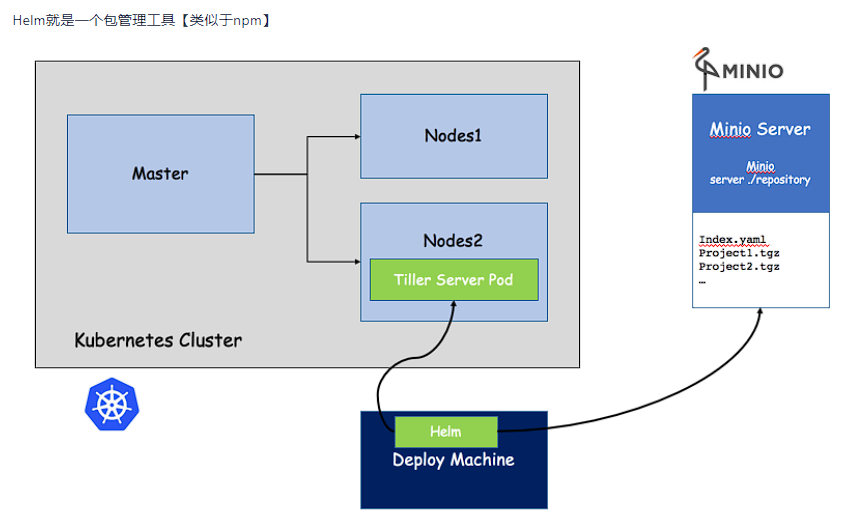 Helm就是一个包管理工具【类似于npm】
MINIO
Master
Nodes1
Nodes2
Tiller Server Pod
Kubernetes Cluster
Minio Server
Minio
server ./repository
Index.yaml
Project1.tgz
Project2.tgz
…
Helm
Deploy Machine